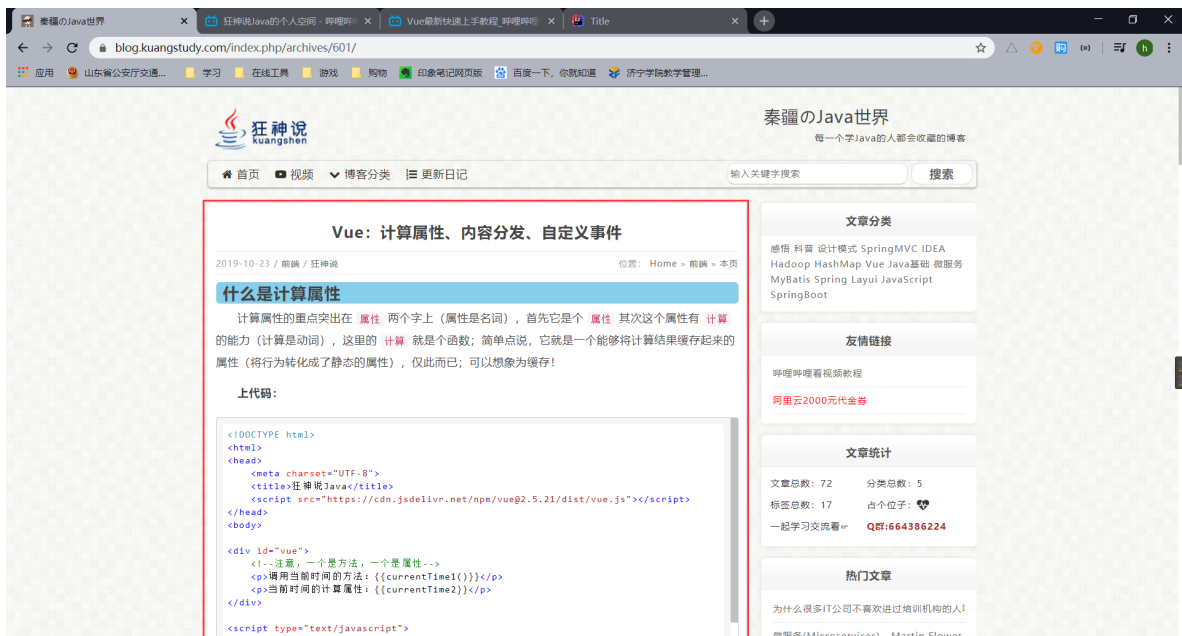 秦疆のJava世界
狂神说Java的个人空间 - 哔哩哔
Vue最新快速上手教程_哔哩哔哩
Title
blog.kuangstudy.com/index.php/archives/601/
应用 山东省公安厅交通... 学习 在线工具 游戏 购物 印象笔记网页版 百度一下，你就知道 济宁学院教学管理...
狂神说
kuangshen
秦疆のJava世界
每一个学Java的人都会收藏的博客
首页 视频 博客分类 更新日记
输入关键字搜索 搜索
Vue：计算属性、内容分发、自定义事件
2019-10-23 / 前端 / 狂神说 位置： Home » 前端 » 本页
什么是计算属性
计算属性的重点突出在 属性 两个字上（属性是名词），首先它是个 属性 其次这个属性有 计算
的能力（计算是动词），这里的 计算 就是个函数；简单点说，它就是一个能够将计算结果缓存起来的
属性（将行为转化成了静态的属性），仅此而已；可以想象为缓存！
上代码：
<!DOCTYPE html>
<html>
<head>
    <meta charset="UTF-8">
    <title>狂神说Java</title>
    <script src="https://cdn.jsdelivr.net/npm/vue@2.5.21/dist/vue.js"></script>
</head>
<body>
<div id="vue">
    <!--注意，一个是方法，一个是属性-->
    <p>调用当前时间的方法：{{currentTime1()}}</p>
    <p>当前时间的计算属性：{{currentTime2}}</p>
</div>
<script type="text/javascript">
文章分类
感悟 科普 设计模式 SpringMVC IDEA
Hadoop HashMap Vue Java基础 微服务
MyBatis Spring Layui JavaScript
SpringBoot
友情链接
哔哩哔哩看视频教程
阿里云2000元代金券
文章统计
文章总数：72 分类总数：5
标签总数：17 占个位子：
一起学习交流看☞ Q群:664386224
热门文章
为什么很多IT公司不喜欢进过培训机构的人
微服务(Microservices) - Martin Flower